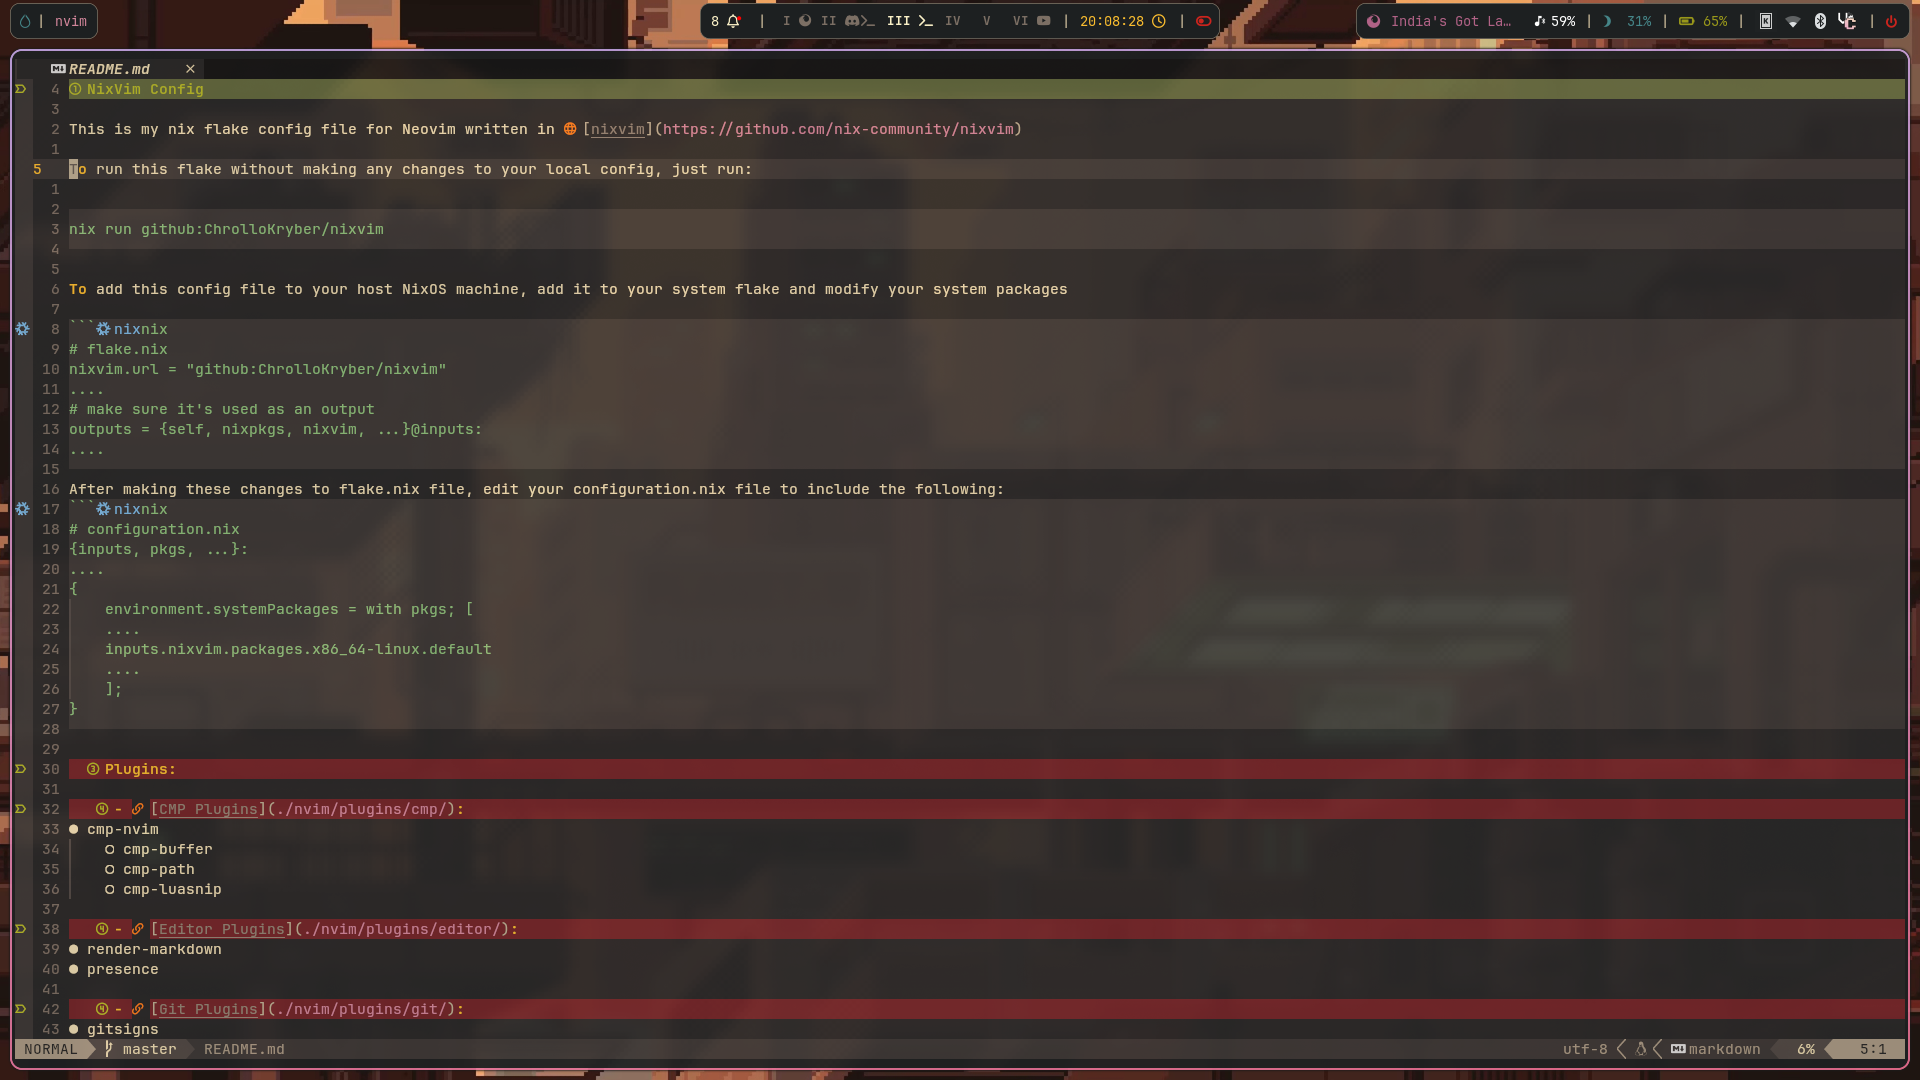 | nvim
8 | I II III IV V VI | 20:08:28 |
India's Got La… 59% | 31% | 65% | K |
README.md ✕
4 1 NixVim Config
3
2 This is my nix flake config file for Neovim written in [nixvim](https://github.com/nix-community/nixvim)
1
5 To run this flake without making any changes to your local config, just run:
1
2
3 nix run github:ChrolloKryber/nixvim
4
5
6 To add this config file to your host NixOS machine, add it to your system flake and modify your system packages
7
8 ``` nixnix
9 # flake.nix
10 nixvim.url = "github:ChrolloKryber/nixvim"
11 ....
12 # make sure it's used as an output
13 outputs = {self, nixpkgs, nixvim, ...}@inputs:
14 ....
15
16 After making these changes to flake.nix file, edit your configuration.nix file to include the following:
17 ``` nixnix
18 # configuration.nix
19 {inputs, pkgs, ...}:
20 ....
21 {
22 environment.systemPackages = with pkgs; [
23 ....
24 inputs.nixvim.packages.x86_64-linux.default
25 ....
26 ];
27 }
28
29
30 3 Plugins:
31
32 4 - [CMP Plugins](./nvim/plugins/cmp/):
33 ● cmp-nvim
34 ○ cmp-buffer
35 ○ cmp-path
36 ○ cmp-luasnip
37
38 4 - [Editor Plugins](./nvim/plugins/editor/):
39 ● render-markdown
40 ● presence
41
42 4 - [Git Plugins](./nvim/plugins/git/):
43 ● gitsigns
NORMAL master README.md utf-8 markdown 6% 5:1